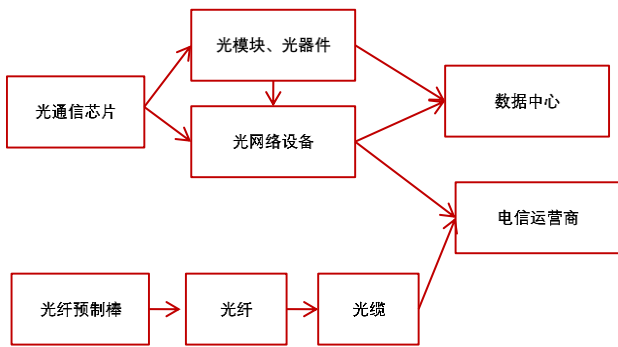 光模块、光器件
光通信芯片
光网络设备
数据中心
电信运营商
光纤预制棒
光纤
光缆